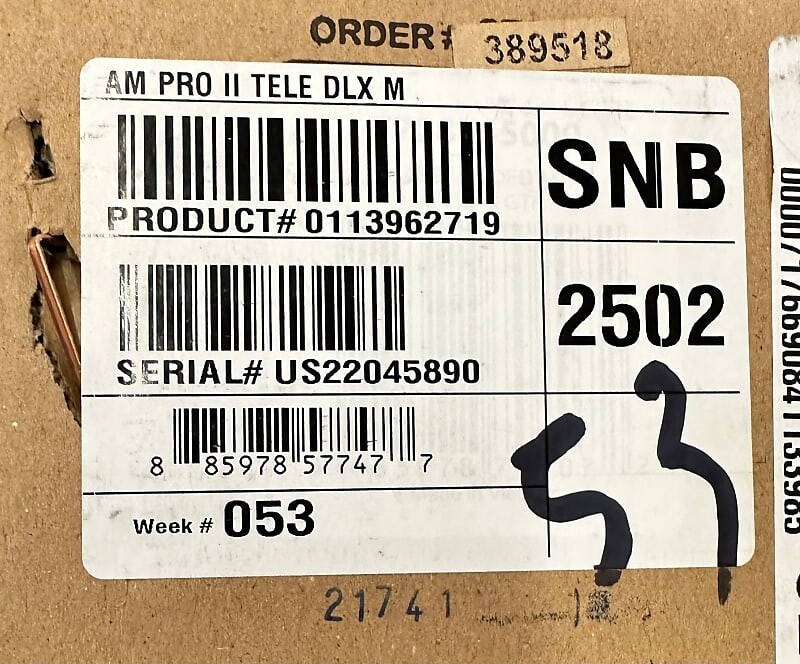 ORDER#
389518
AM PRO II TELE DLX M
SNB
PRODUCT# 0113962719
2502
SERIAL# US22045890
8 85978 57747 7
Week # 053
53
21741